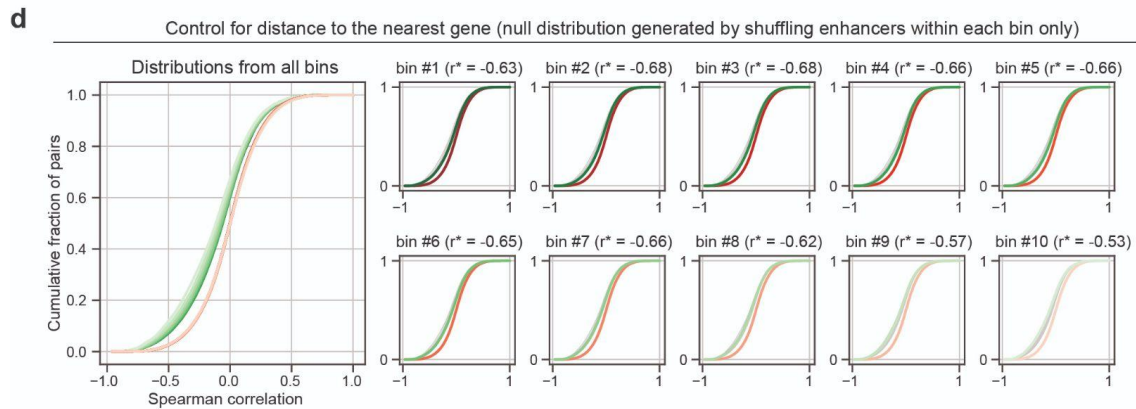 d
Control for distance to the nearest gene (null distribution generated by shuffling enhancers within each bin only)
Distributions from all bins
1.0
0.8
0.6
0.4
0.2
0.0
Cumulative fraction of pairs
−1.0 −0.5 0.0 0.5 1.0
Spearman correlation
bin #1 (r* = -0.63) bin #2 (r* = -0.68) bin #3 (r* = -0.68) bin #4 (r* = -0.66) bin #5 (r* = -0.66)
1 1 1 1 1
0 0 0 0 0
−1 1 −1 1 −1 1 −1 1 −1 1
bin #6 (r* = -0.65) bin #7 (r* = -0.66) bin #8 (r* = -0.62) bin #9 (r* = -0.57) bin #10 (r* = -0.53)
1 1 1 1 1
0 0 0 0 0
−1 1 −1 1 −1 1 −1 1 −1 1